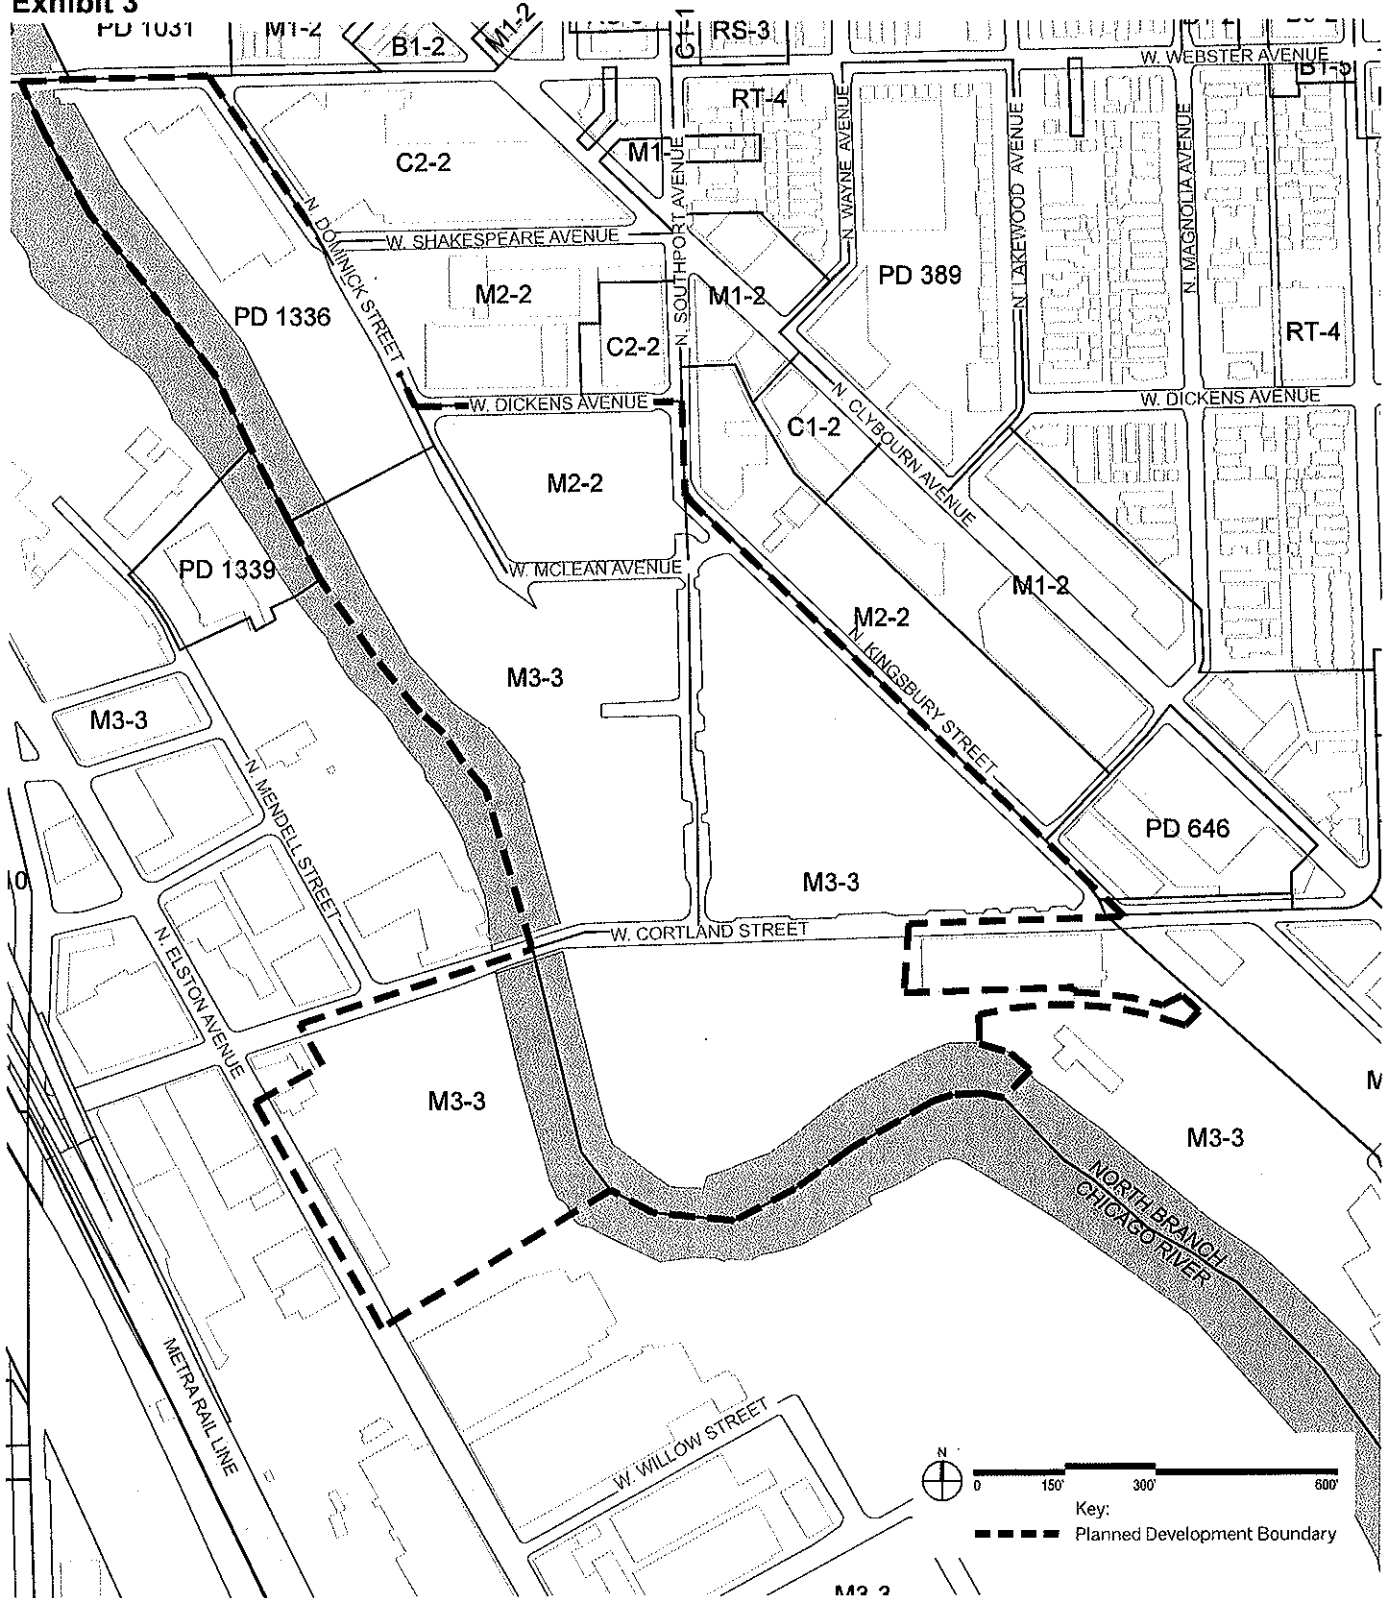 Exhibit 3
PD 1031
M1-2
B1-2
M1-2
C1-1
RS-3
W. WEBSTER AVENUE
B1-5
RT-4
C2-2
M1-
N. DOMINICK STREET
W. SHAKESPEARE AVENUE
N. SOUTHPORT AVENUE
N. WAYNE AVENUE
N. LAKEWOOD AVENUE
N. MAGNOLIA AVENUE
PD 389
M2-2
M1-2
PD 1336
C2-2
RT-4
W. DICKENS AVENUE
N. CLYBOURN AVENUE
W. DICKENS AVENUE
C1-2
M2-2
PD 1339
W. MCLEAN AVENUE
M1-2
M2-2
N. KINGSBURY STREET
M3-3
M3-3
N. MENDELL STREET
PD 646
M3-3
0
N. ELSTON AVENUE
W. CORTLAND STREET
M3-3
M
M3-3
NORTH BRANCH
CHICAGO RIVER
METRA RAIL LINE
W. WILLOW STREET
N
0 150' 300' 600'
Key:
Planned Development Boundary
M3-3